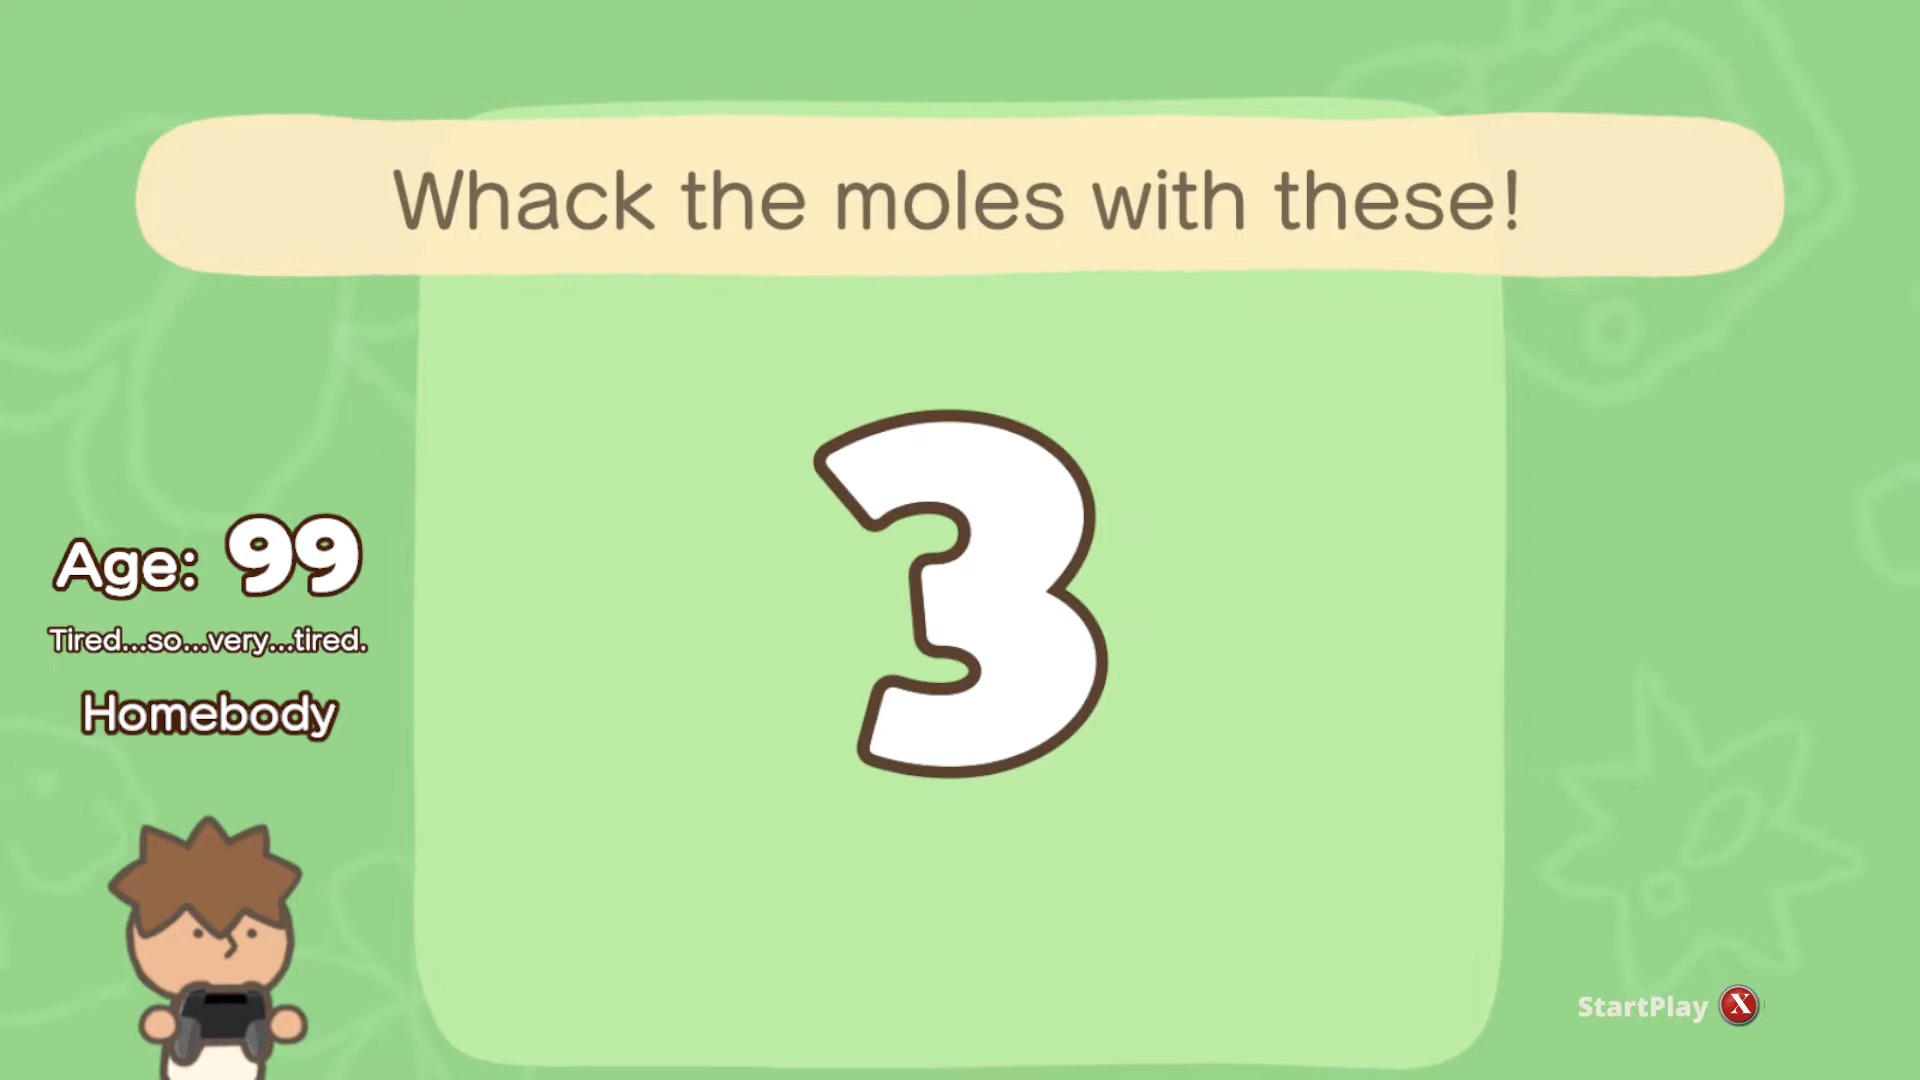 Whack the moles with these!
3
Age: 99
Tired...so...very...tired.
Homebody
StartPlay X